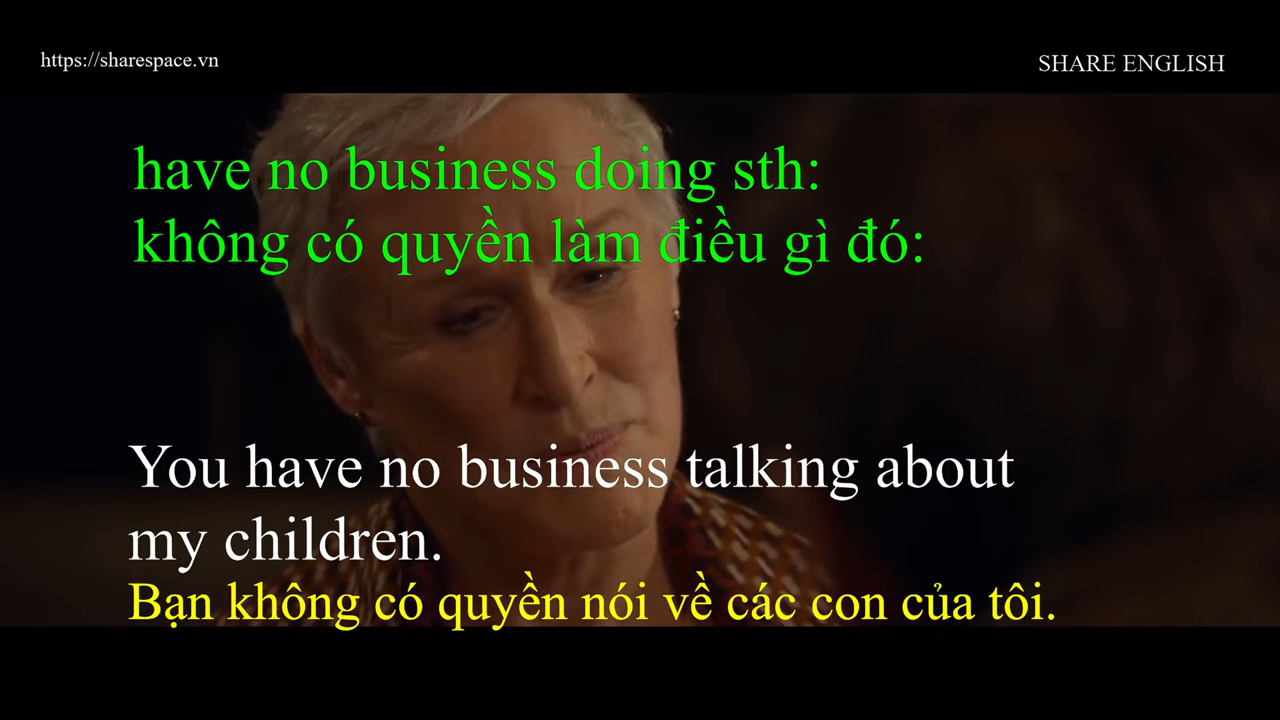 https://sharespace.vn
SHARE ENGLISH
have no business doing sth:
không có quyền làm điều gì đó:
You have no business talking about
my children.
Bạn không có quyền nói về các con của tôi.